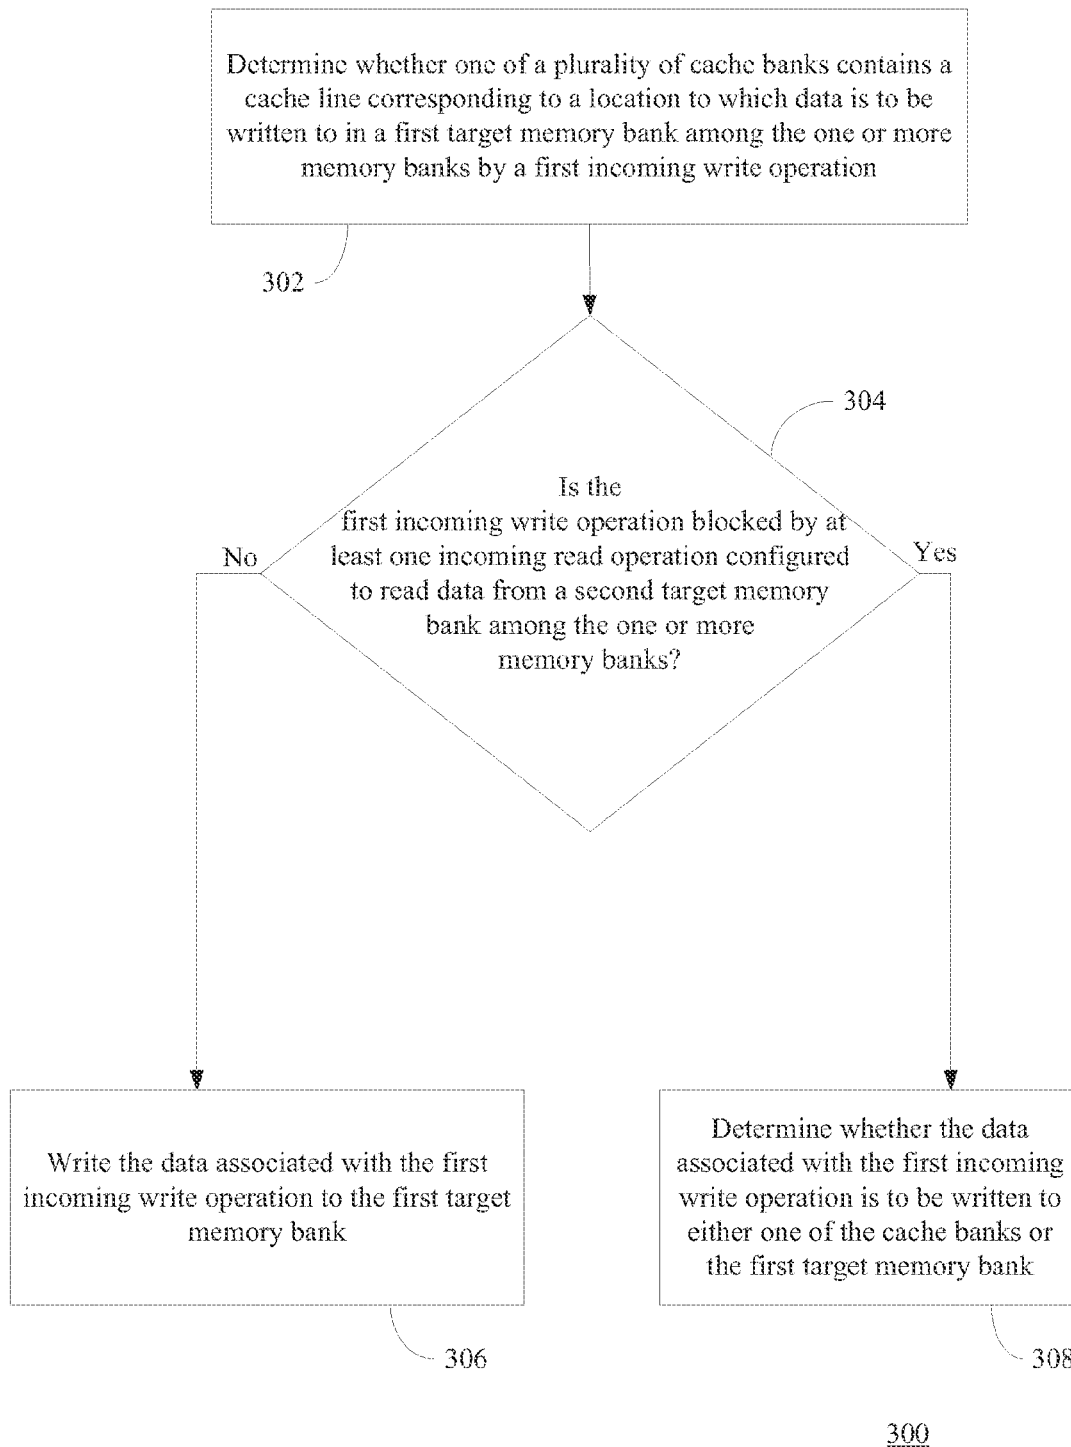 Determine whether one of a plurality of cache banks contains a
cache line corresponding to a location to which data is to be
written to in a first target memory bank among the one or more
memory banks by a first incoming write operation
302
304
Is the
first incoming write operation blocked by at
least one incoming read operation configured
to read data from a second target memory
bank among the one or more
memory banks?
No
Yes
Write the data associated with the first
incoming write operation to the first target
memory bank
306
Determine whether the data
associated with the first incoming
write operation is to be written to
either one of the cache banks or
the first target memory bank
308
300